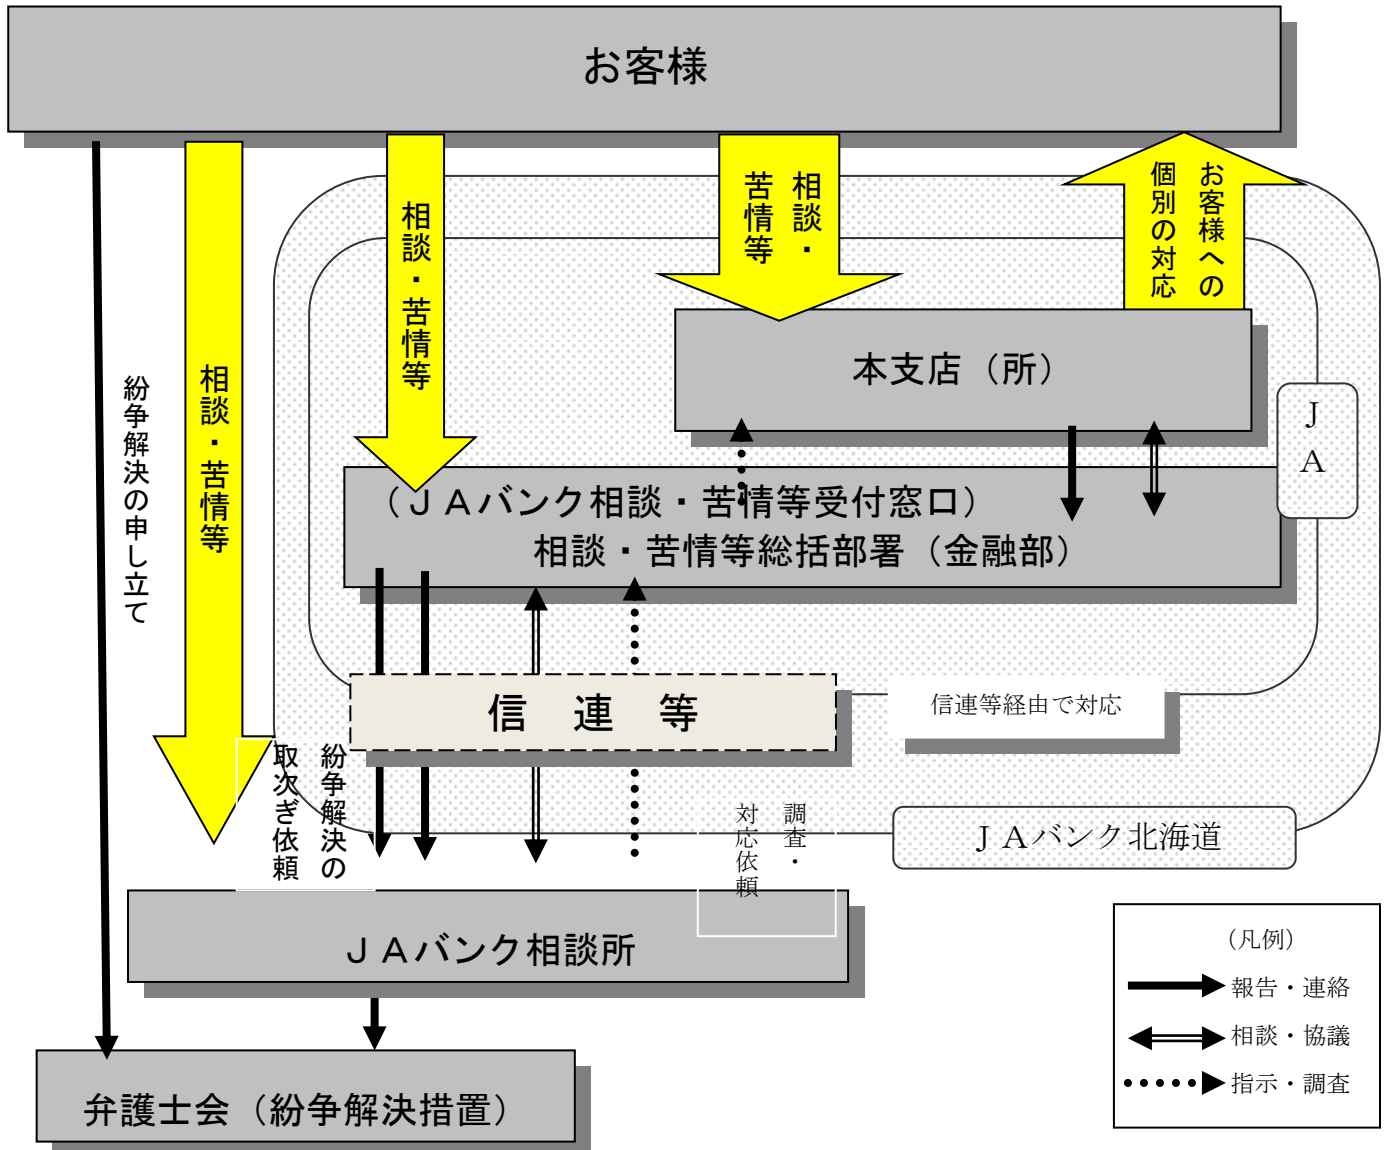 お客様
紛争解決の申し立て
相談・苦情等
相談・苦情等
相談・
苦情等
お客様への
個別の対応
本支店（所）
ＪＡ
（ＪＡバンク相談・苦情等受付窓口）
相談・苦情等総括部署（金融部）
信　連　等
信連等経由で対応
紛争解決の
取次ぎ依頼
調査・
対応依頼
ＪＡバンク北海道
ＪＡバンク相談所
弁護士会（紛争解決措置）
（凡例）
報告・連絡
相談・協議
指示・調査